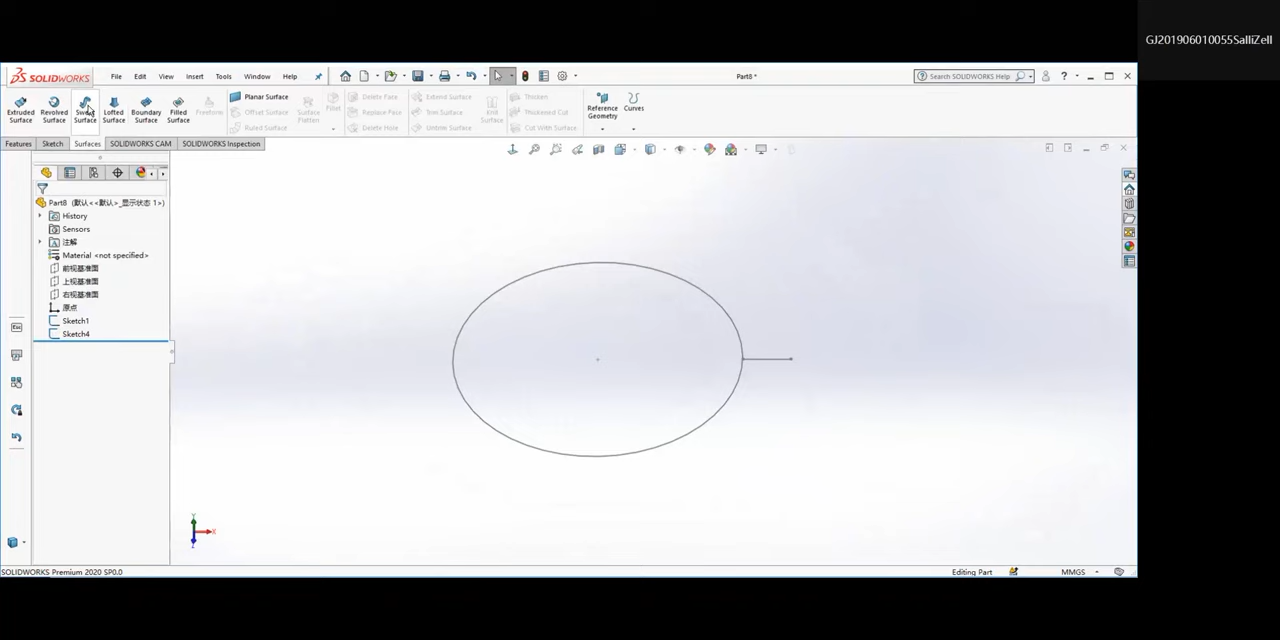 GJ201906010055SalliZell
SOLIDWORKS File Edit View Insert Tools Window Help Part8 * Search SOLIDWORKS Help ?
Extruded Surface
Revolved Surface
Swept Surface
Lofted Surface
Boundary Surface
Filled Surface
Freeform
Planar Surface
Offset Surface
Ruled Surface
Surface Flatten
Fillet
Delete Face
Replace Face
Delete Hole
Extend Surface
Trim Surface
Untrim Surface
Knit Surface
Thicken
Thickened Cut
Cut With Surface
Reference Geometry
Curves
Features Sketch Surfaces SOLIDWORKS CAM SOLIDWORKS Inspection
Part8 (默认<<默认>_显示状态 1>)
History
Sensors
注解
Material <not specified>
前视基准面
上视基准面
右视基准面
原点
Sketch1
Sketch4
Esc
Y
X
Z
SOLIDWORKS Premium 2020 SP0.0 Editing Part MMGS